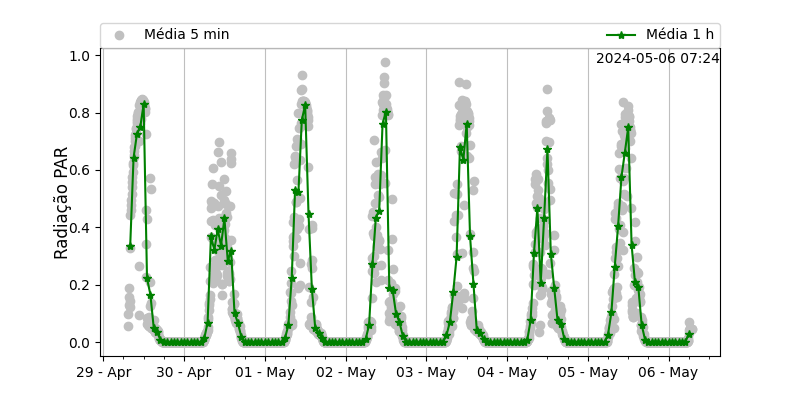 Média 5 min
Média 1 h
2024-05-06 07:24
Radiação PAR
1.0
0.8
0.6
0.4
0.2
0.0
29 - Apr
30 - Apr
01 - May
02 - May
03 - May
04 - May
05 - May
06 - May